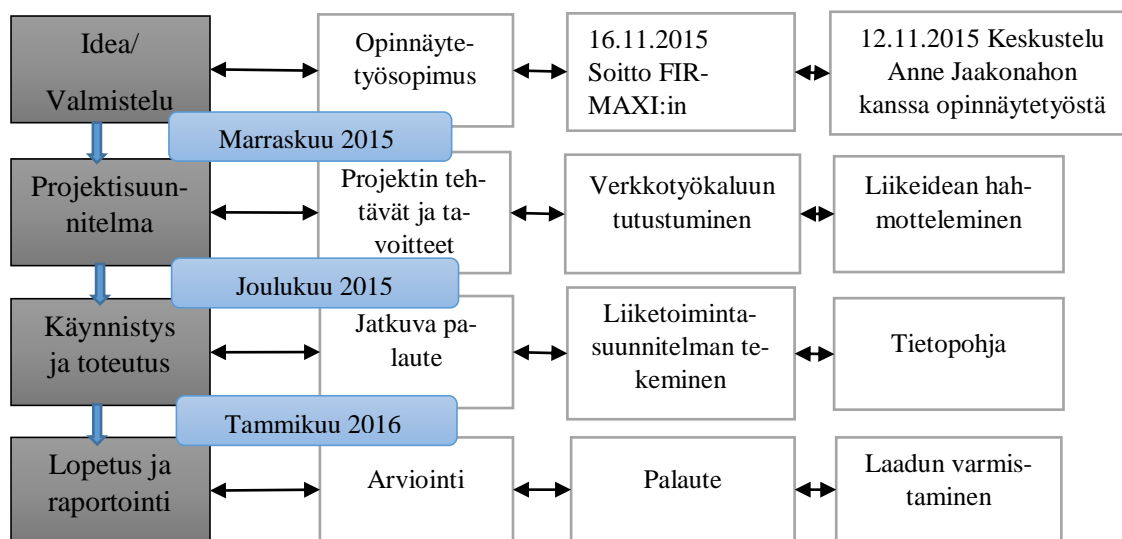 Idea/
Valmistelu
Opinnäyte-
työsopimus
16.11.2015
Soitto FIR-
MAXI:in
12.11.2015 Keskustelu
Anne Jaakonahon
kanssa opinnäytetyöstä
Marraskuu 2015
Projektisuun-
nitelma
Projektin teh-
tävät ja ta-
voitteet
Verkkotyökaluun
tutustuminen
Liikeidean hah-
motteleminen
Joulukuu 2015
Käynnistys
ja toteutus
Jatkuva pa-
laute
Liiketoiminta-
suunnitelman te-
keminen
Tietopohja
Tammikuu 2016
Lopetus ja
raportointi
Arviointi
Palaute
Laadun varmis-
taminen